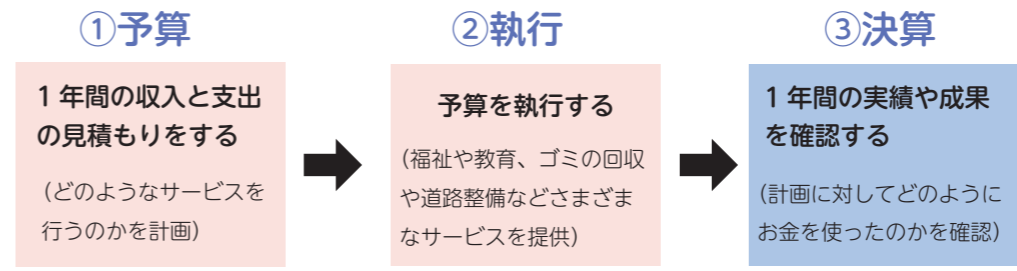 ①予算
1年間の収入と支出
の見積もりをする
(どのようなサービスを
行うのかを計画)
②執行
予算を執行する
(福祉や教育、ゴミの回収
や道路整備などさまざま
なサービスを提供)
③決算
1年間の実績や成果
を確認する
(計画に対してどのように
お金を使ったのかを確認)